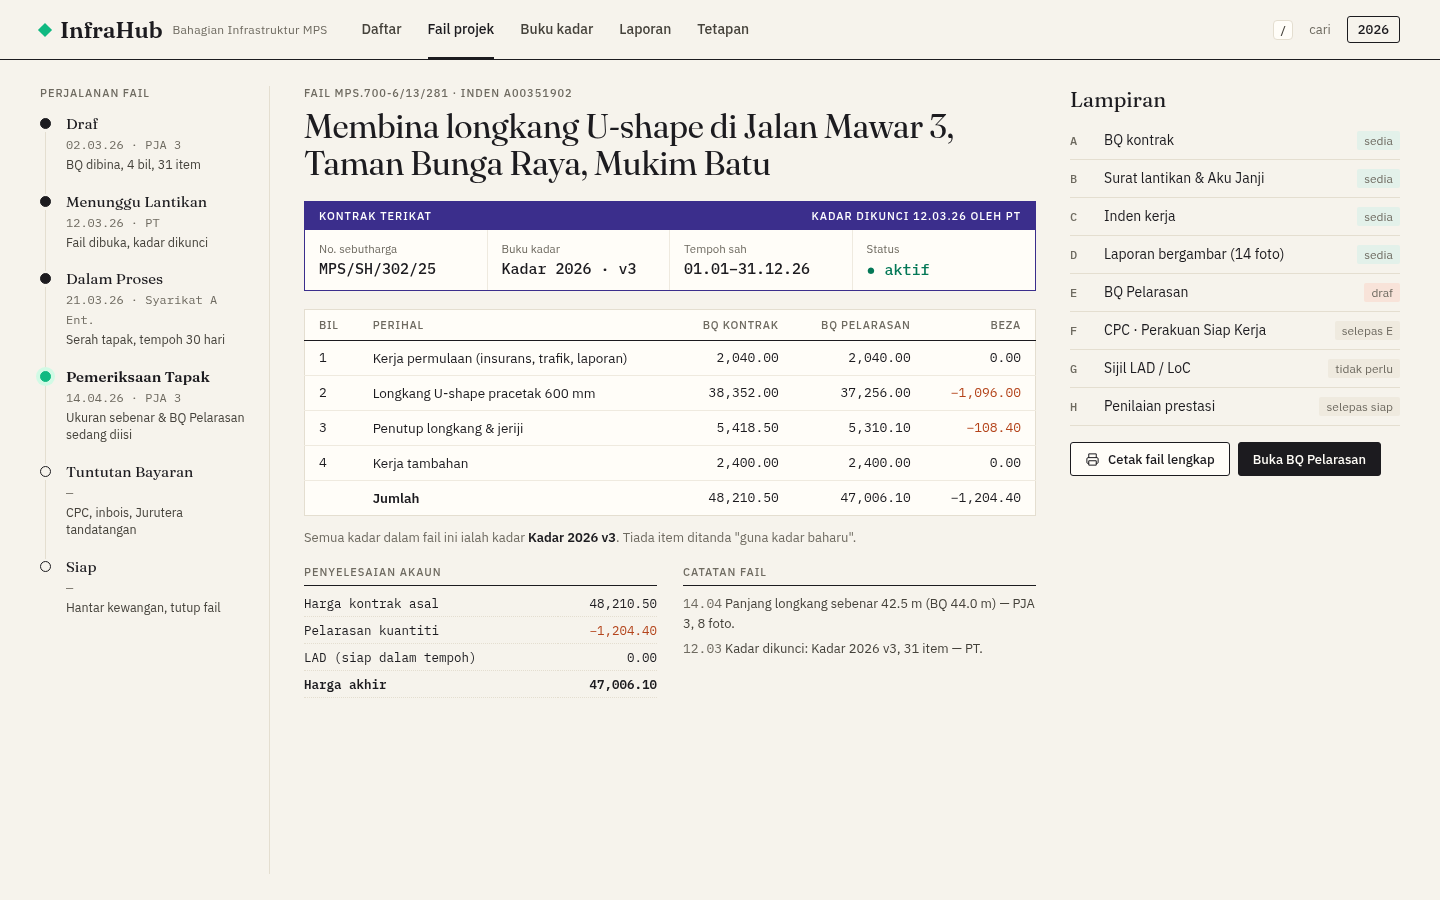 InfraHub Bahagian Infrastruktur MPS Daftar Fail projek Buku kadar Laporan Tetapan / cari 2026
PERJALANAN FAIL
Draf
02.03.26 · PJA 3
BQ dibina, 4 bil, 31 item
Menunggu Lantikan
12.03.26 · PT
Fail dibuka, kadar dikunci
Dalam Proses
21.03.26 · Syarikat A
Ent.
Serah tapak, tempoh 30 hari
Pemeriksaan Tapak
14.04.26 · PJA 3
Ukuran sebenar & BQ Pelarasan
sedang diisi
Tuntutan Bayaran
—
CPC, inbois, Jurutera
tandatangan
Siap
—
Hantar kewangan, tutup fail
FAIL MPS.700-6/13/281 · INDEN A00351902
Membina longkang U-shape di Jalan Mawar 3,
Taman Bunga Raya, Mukim Batu
KONTRAK TERIKAT KADAR DIKUNCI 12.03.26 OLEH PT
No. sebutharga Buku kadar Tempoh sah Status
MPS/SH/302/25 Kadar 2026 · v3 01.01–31.12.26 ● aktif
BIL PERIHAL BQ KONTRAK BQ PELARASAN BEZA
1 Kerja permulaan (insurans, trafik, laporan) 2,040.00 2,040.00 0.00
2 Longkang U-shape pracetak 600 mm 38,352.00 37,256.00 −1,096.00
3 Penutup longkang & jeriji 5,418.50 5,310.10 −108.40
4 Kerja tambahan 2,400.00 2,400.00 0.00
Jumlah 48,210.50 47,006.10 −1,204.40
Semua kadar dalam fail ini ialah kadar Kadar 2026 v3. Tiada item ditanda "guna kadar baharu".
PENYELESAIAN AKAUN
Harga kontrak asal 48,210.50
Pelarasan kuantiti −1,204.40
LAD (siap dalam tempoh) 0.00
Harga akhir 47,006.10
CATATAN FAIL
14.04 Panjang longkang sebenar 42.5 m (BQ 44.0 m) — PJA
3, 8 foto.
12.03 Kadar dikunci: Kadar 2026 v3, 31 item — PT.
Lampiran
A BQ kontrak sedia
B Surat lantikan & Aku Janji sedia
C Inden kerja sedia
D Laporan bergambar (14 foto) sedia
E BQ Pelarasan draf
F CPC · Perakuan Siap Kerja selepas E
G Sijil LAD / LoC tidak perlu
H Penilaian prestasi selepas siap
Cetak fail lengkap Buka BQ Pelarasan